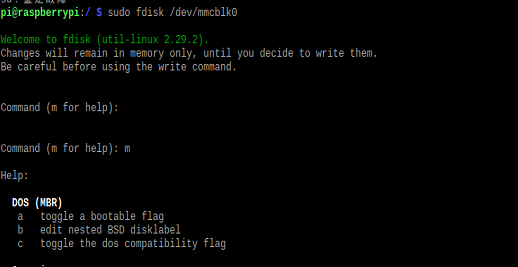 pi@raspberrypi:/ $ sudo fdisk /dev/mmcblk0
Welcome to fdisk (util-linux 2.29.2).
Changes will remain in memory only, until you decide to write them.
Be careful before using the write command.
Command (m for help):
Command (m for help): m
Help:
DOS (MBR)
a toggle a bootable flag
b edit nested BSD disklabel
c toggle the dos compatibility flag